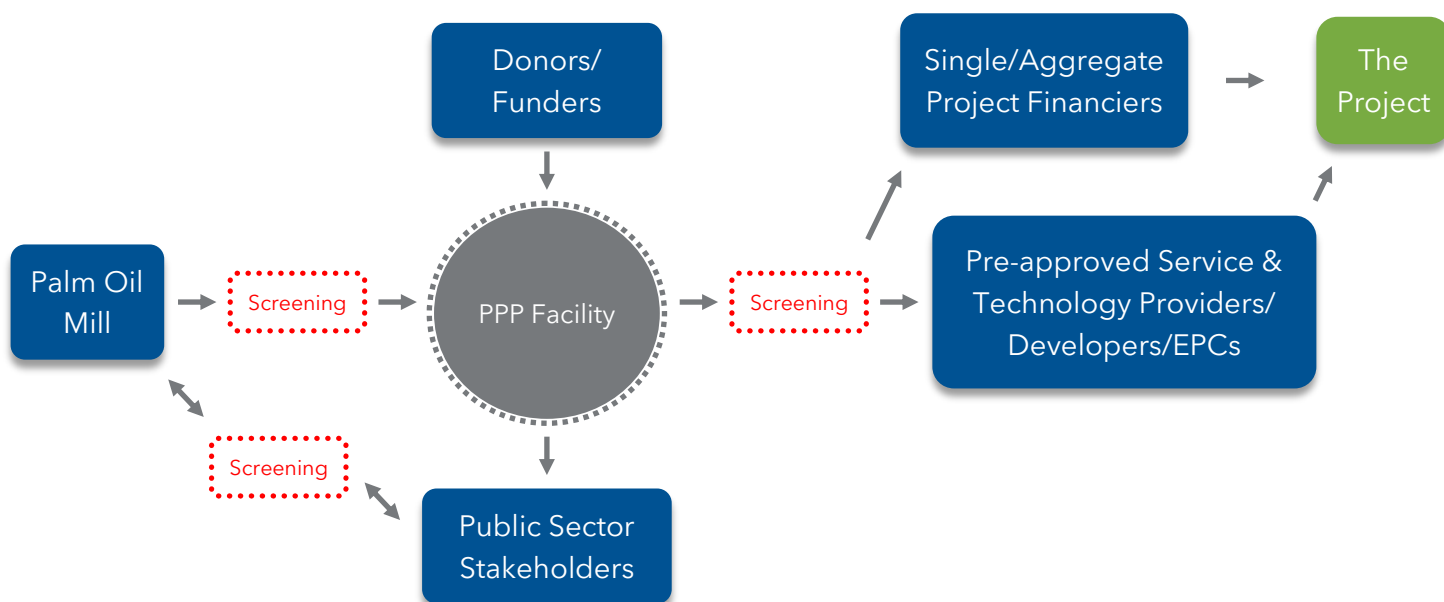 Donors/
Funders
Single/Aggregate
Project Financiers
The
Project
Palm Oil
Mill
Screening
PPP Facility
Screening
Pre-approved Service &
Technology Providers/
Developers/EPCs
Screening
Public Sector
Stakeholders